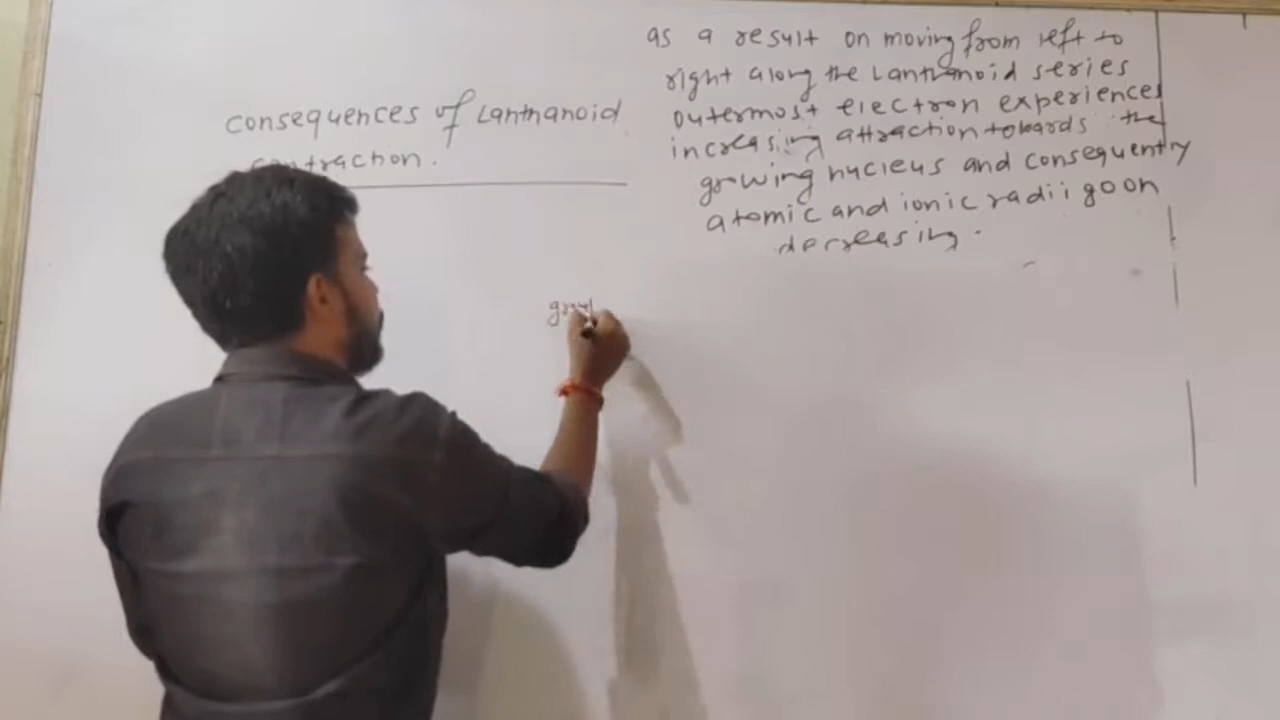 consequences of Lanthanoid
contraction.
as a result on moving from left to
right along the Lanthanoid series
outermost electron experiences
increasing attraction towards the
growing nucleus and consequently
atomic and ionic radii go on
decreasing.